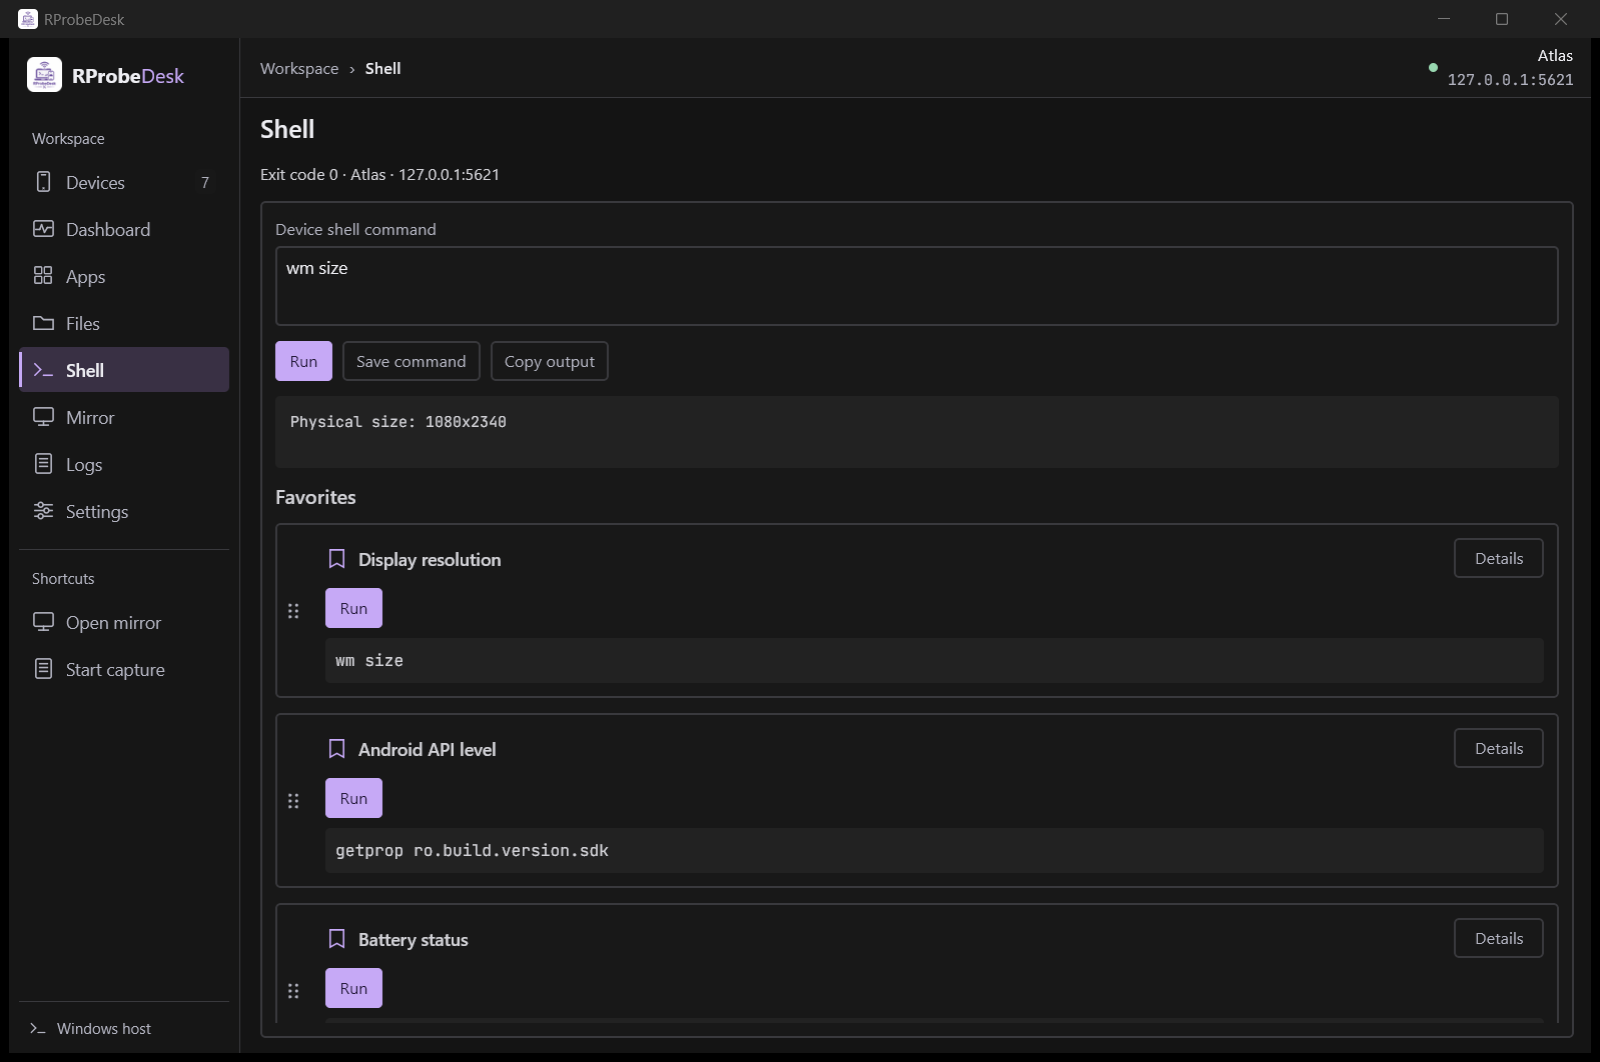 RProbeDesk
RProbeDesk
Workspace
Devices 7
Dashboard
Apps
Files
Shell
Mirror
Logs
Settings
Shortcuts
Open mirror
Start capture
Windows host
Workspace › Shell
Atlas
127.0.0.1:5621
Shell
Exit code 0 · Atlas · 127.0.0.1:5621
Device shell command
wm size
Run Save command Copy output
Physical size: 1080x2340
Favorites
Display resolution Details
Run
wm size
Android API level Details
Run
getprop ro.build.version.sdk
Battery status Details
Run